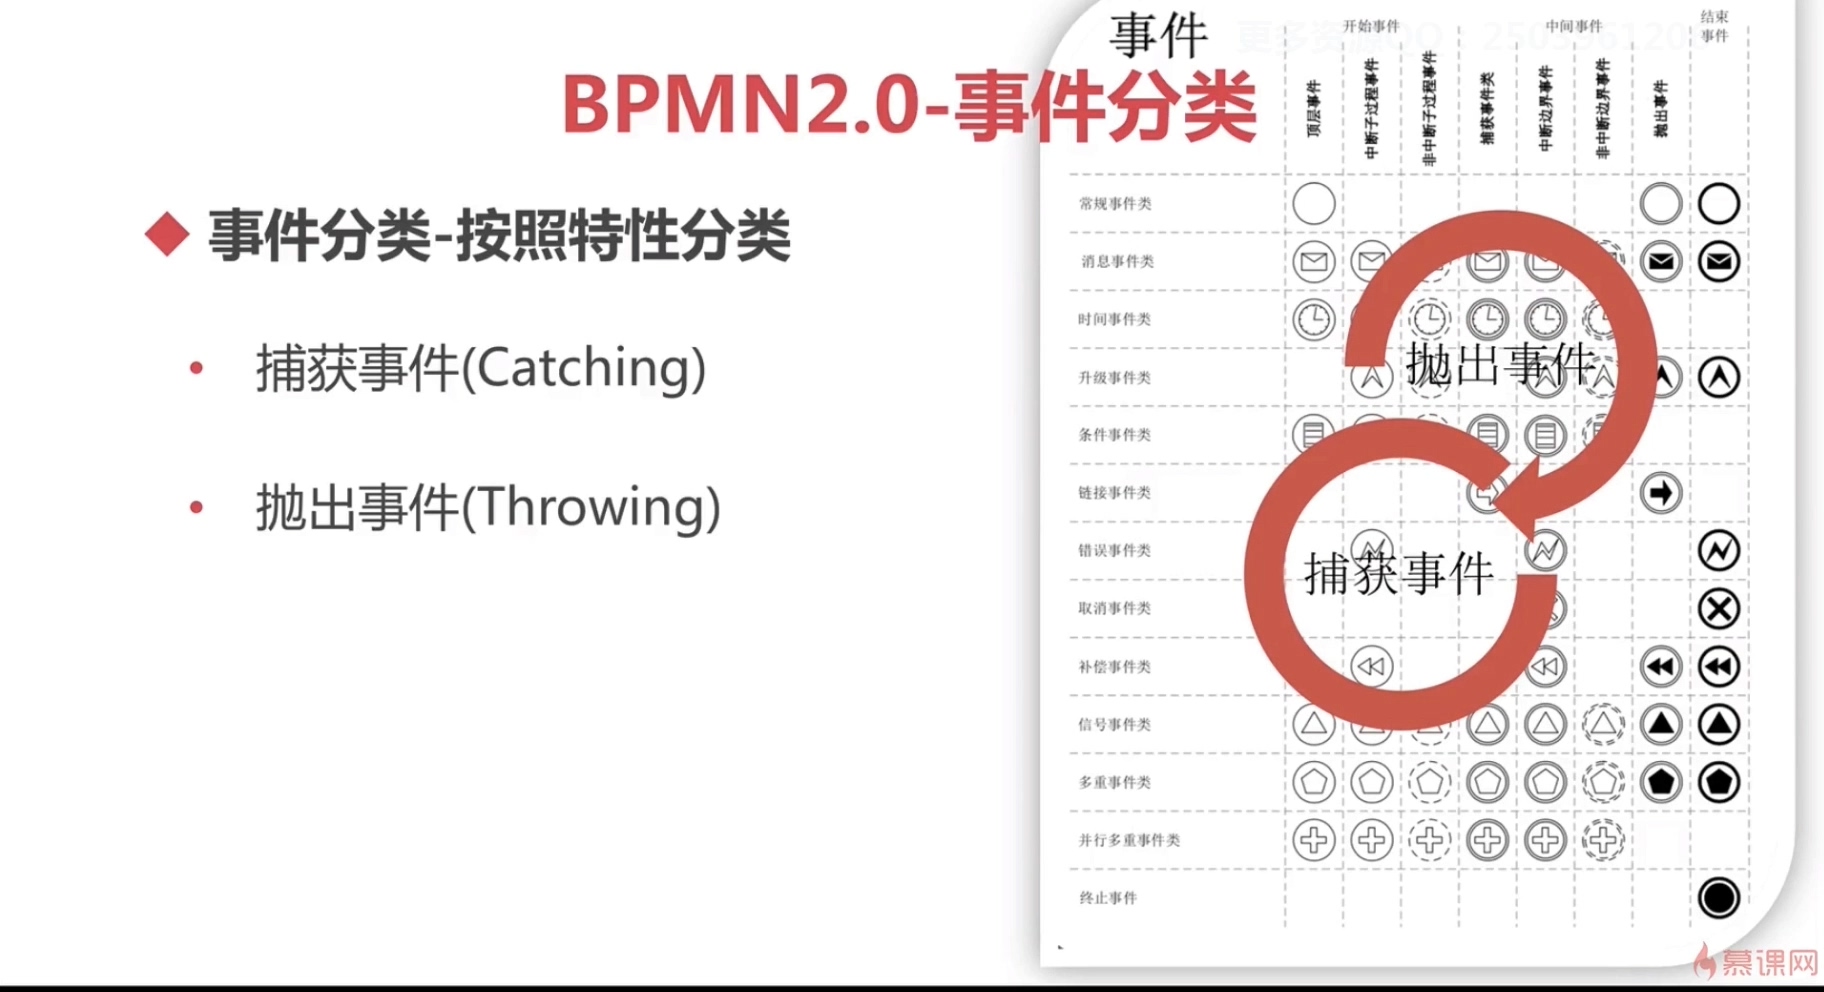 BPMN2.0-事件分类
事件分类-按照特性分类
捕获事件(Catching)
抛出事件(Throwing)
事件
开始事件
中间事件
结束
事件
顶层事件
中断子过程事件
非中断子过程事件
捕获事件类
中断边界事件
非中断边界事件
抛出事件
常规事件类
消息事件类
时间事件类
升级事件类
条件事件类
链接事件类
错误事件类
取消事件类
补偿事件类
信号事件类
多重事件类
并行多重事件类
终止事件
抛出事件
捕获事件
慕课网